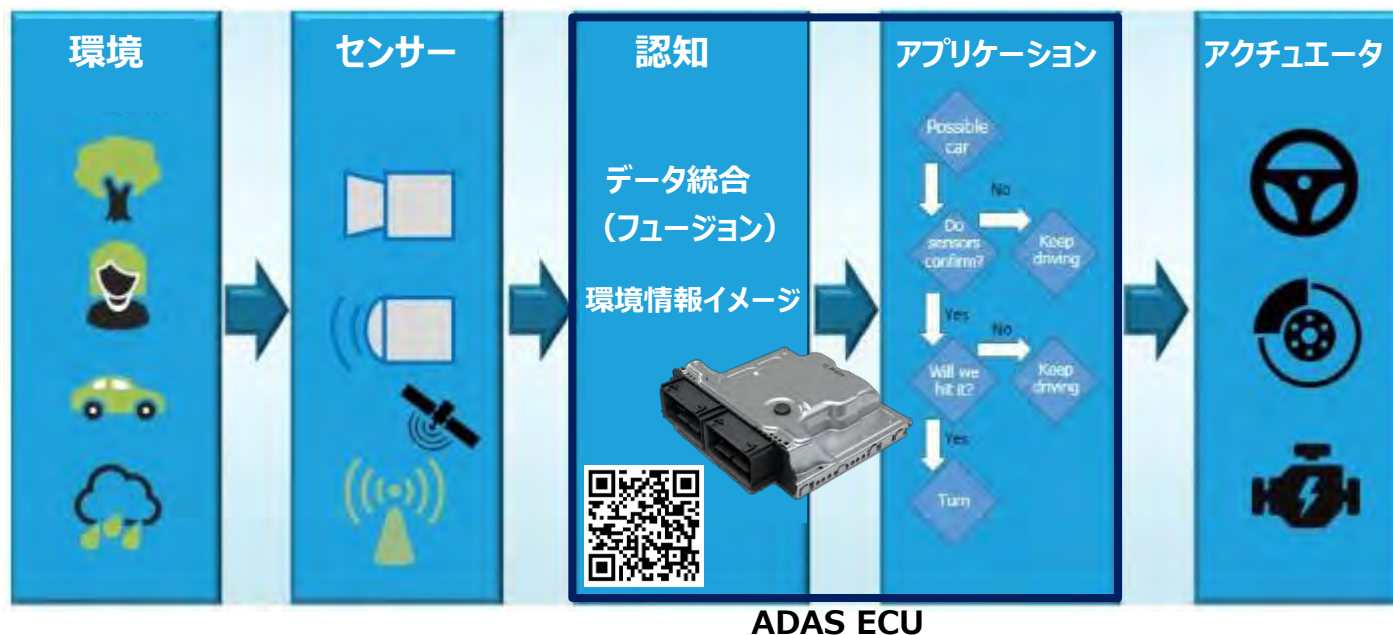 環境
センサー
認知
アプリケーション
アクチュエータ
データ統合
（フュージョン）
環境情報イメージ
Possible
car
No
Do
sensors
confirm?
Keep
driving
Yes
No
Will we
hit it?
Keep
driving
Yes
Turn
ADAS ECU